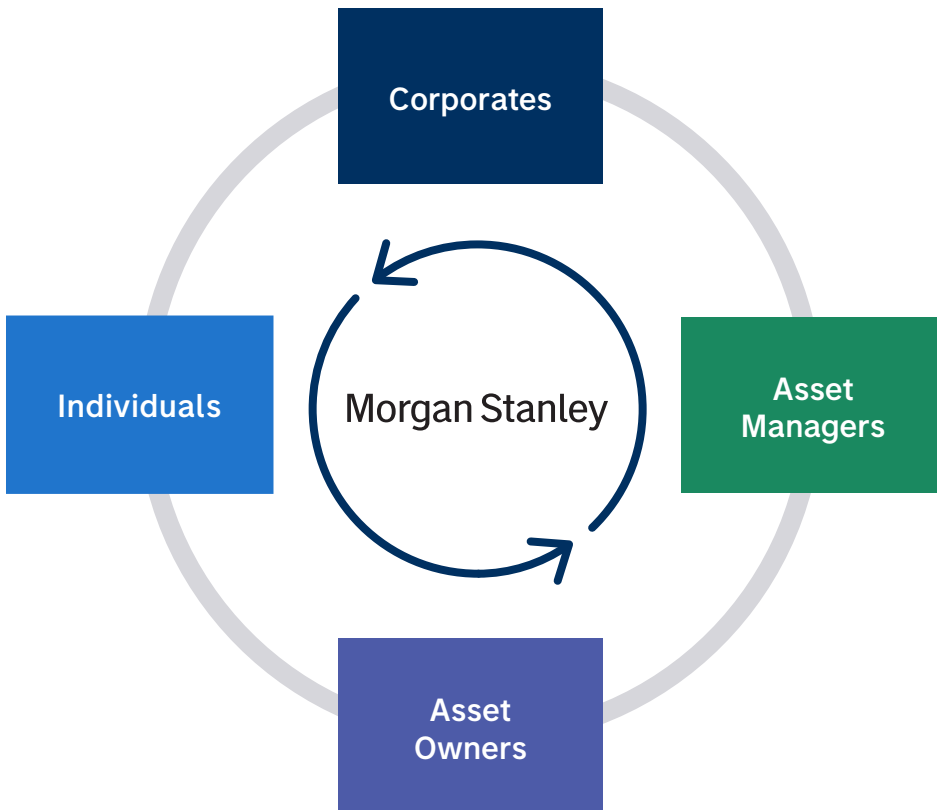 Corporates
Individuals
Morgan Stanley
Asset
Managers
Asset
Owners